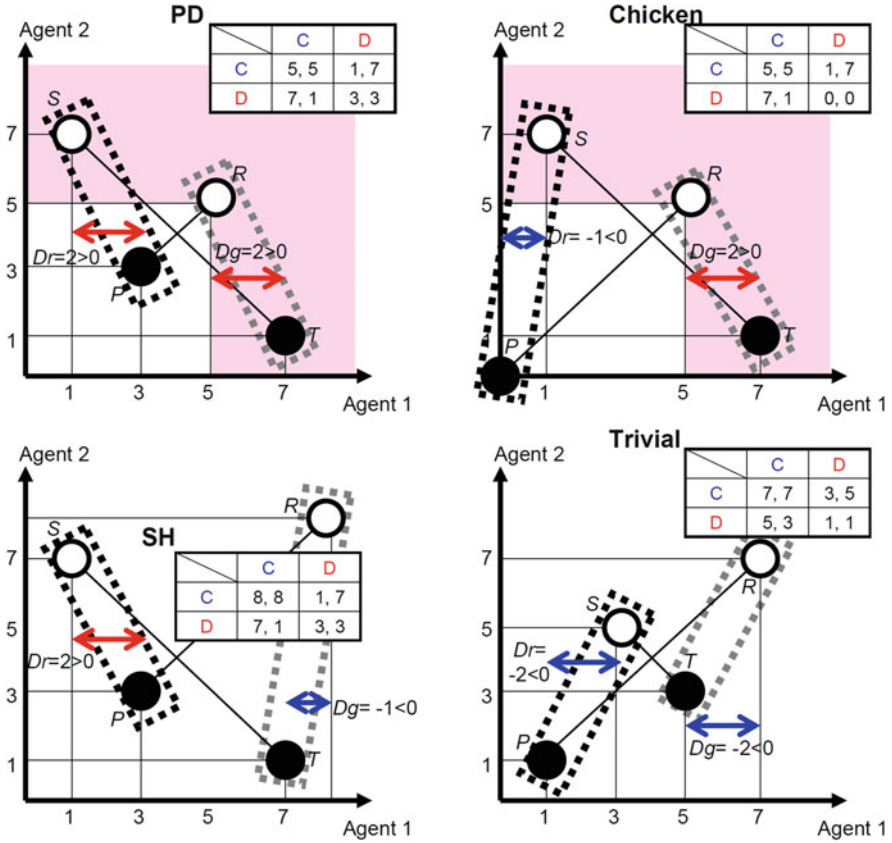 PD
Agent 2
C D
C 5, 5 1, 7
D 7, 1 3, 3
S
7
R
5
Dr=2>0
Dg=2>0
3
P
1
T
1 3 5 7
Agent 1
Chicken
Agent 2
C D
C 5, 5 1, 7
D 7, 1 0, 0
7
S
R
5
Dr= -1<0
Dg=2>0
3
P
1
T
1 5 7
Agent 1
SH
Agent 2
R
S
7
C D
C 8, 8 1, 7
D 7, 1 3, 3
5
Dr=2>0
3
P
Dg= -1<0
1
T
1 3 5 7
Agent 1
Trivial
Agent 2
C D
C 7, 7 3, 5
D 5, 3 1, 1
7
R
S
5
Dr=
-2<0
T
3
P
Dg= -2<0
1
1 3 5 7
Agent 1